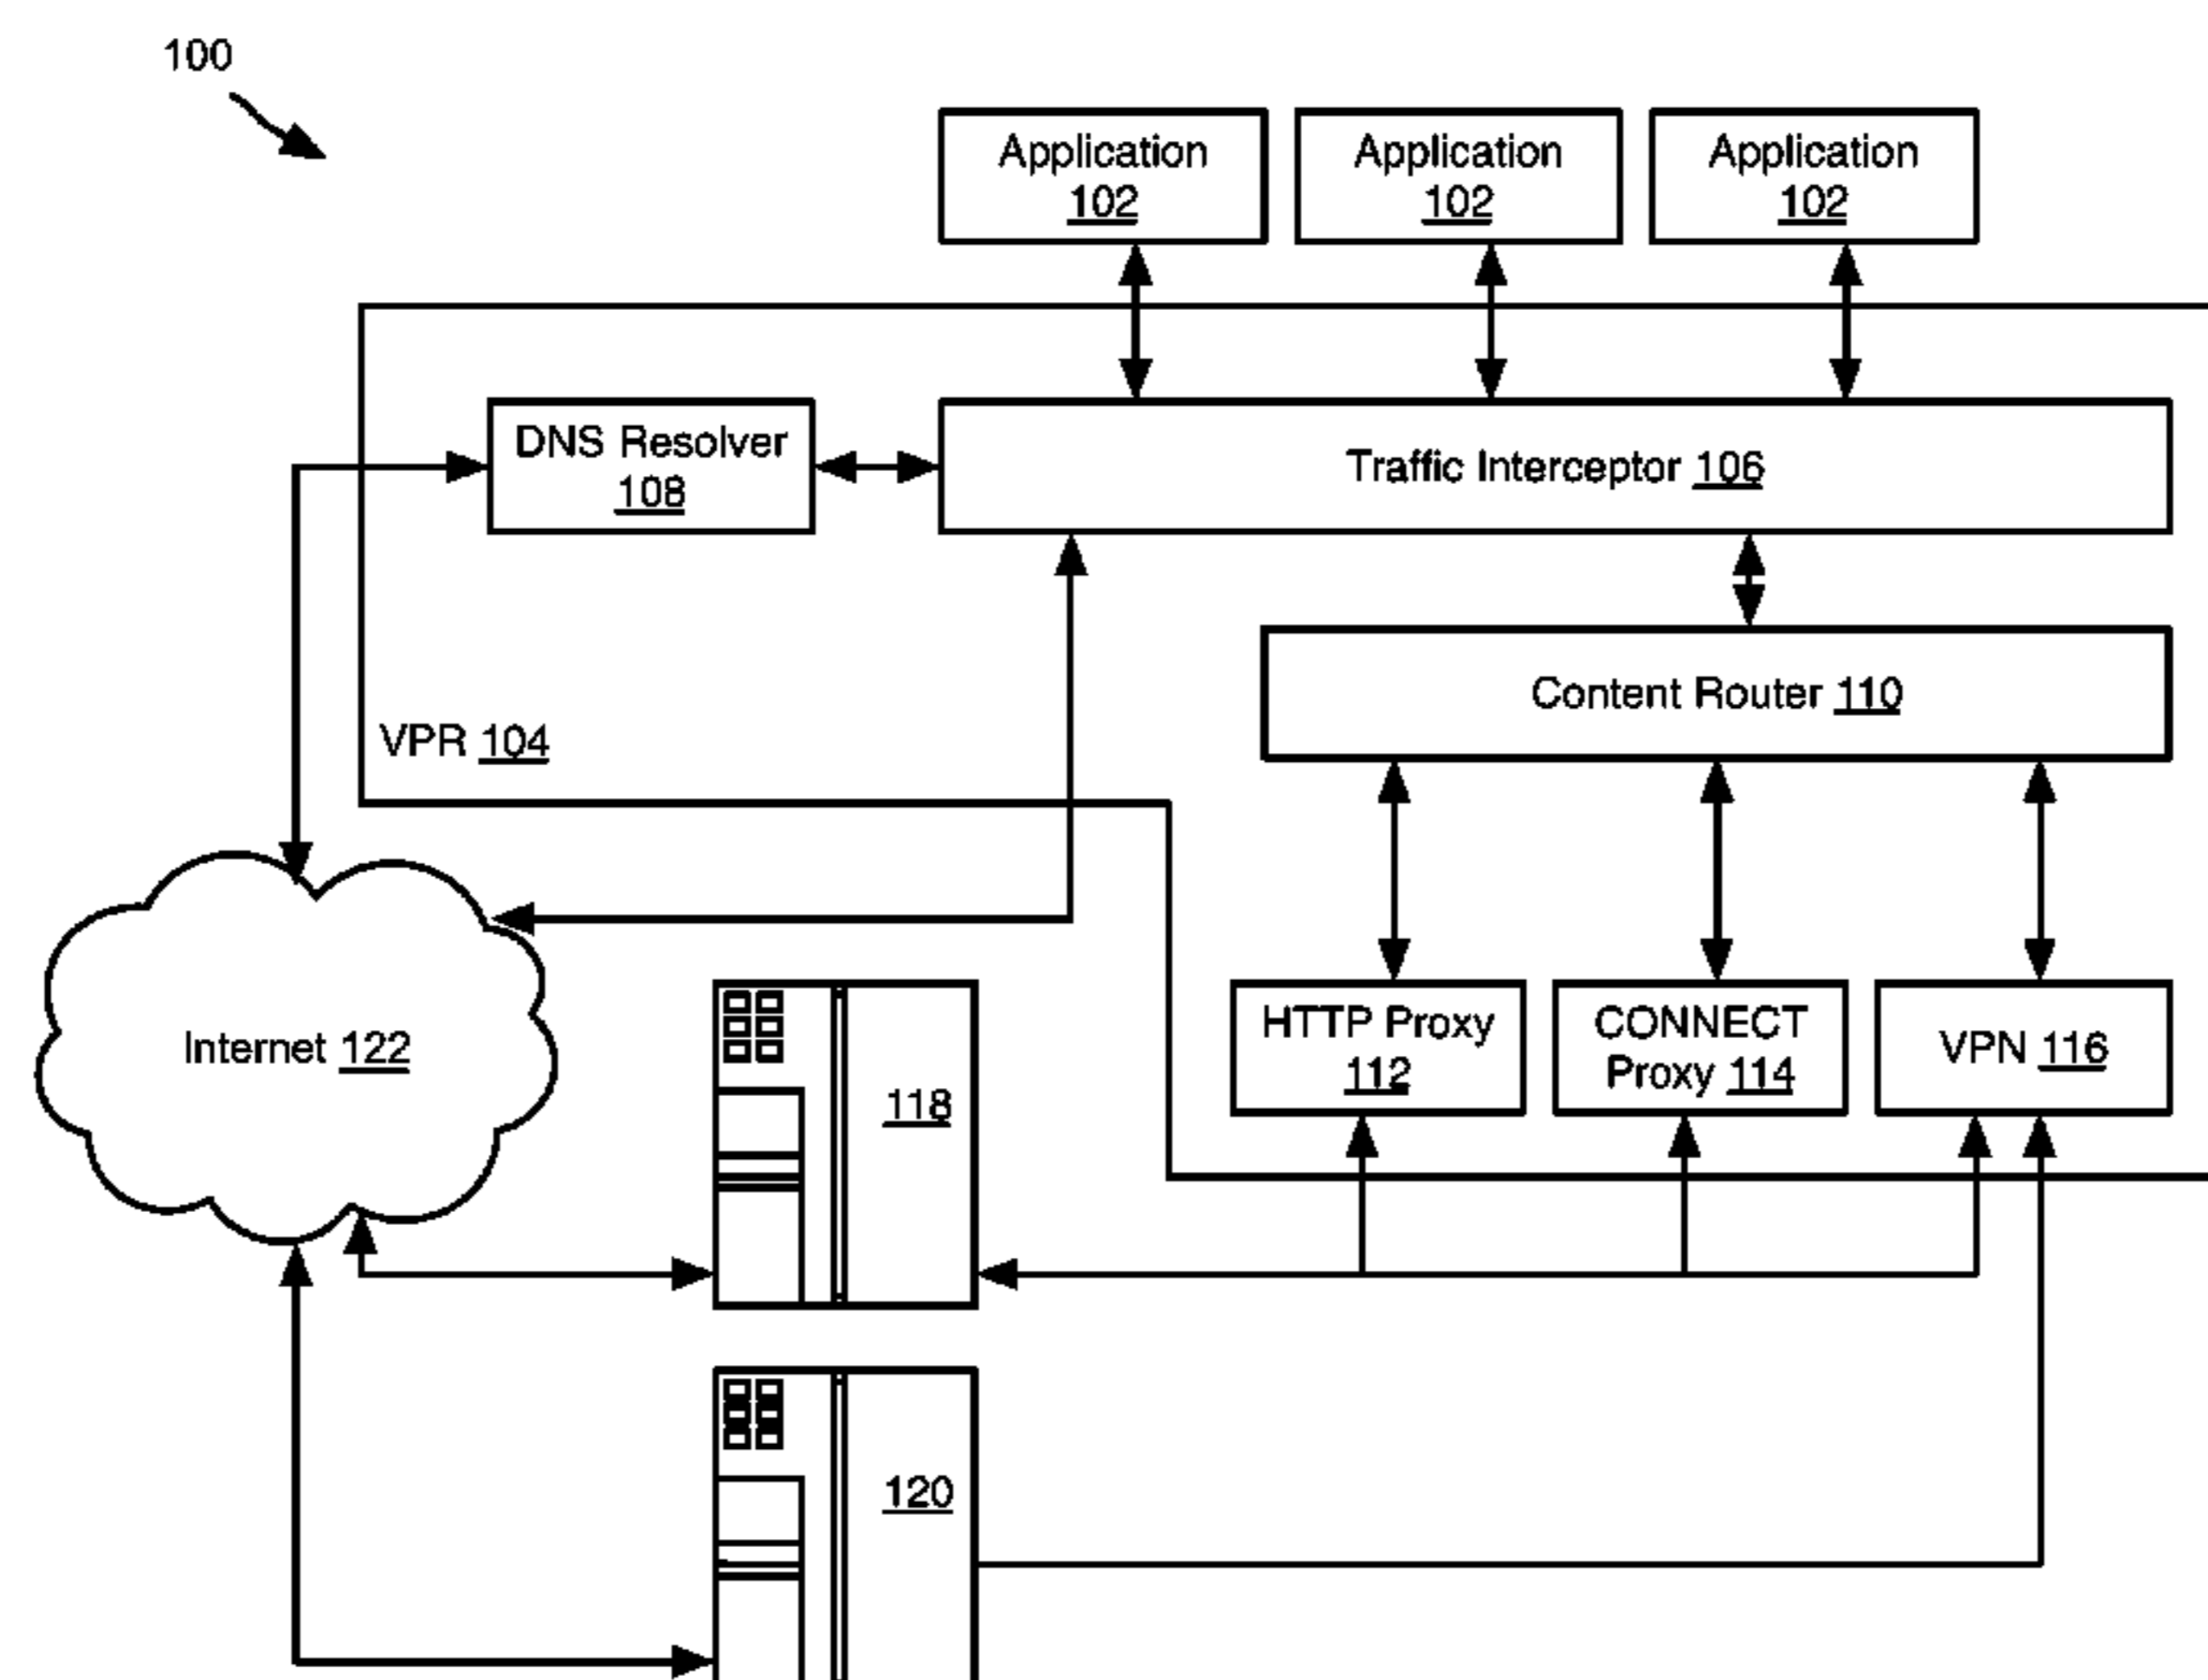 100
Application
102
Application
102
Application
102
DNS Resolver
108
Traffic Interceptor 106
Content Router 110
VPR 104
Internet 122
118
HTTP Proxy
112
CONNECT
Proxy 114
VPN 116
120